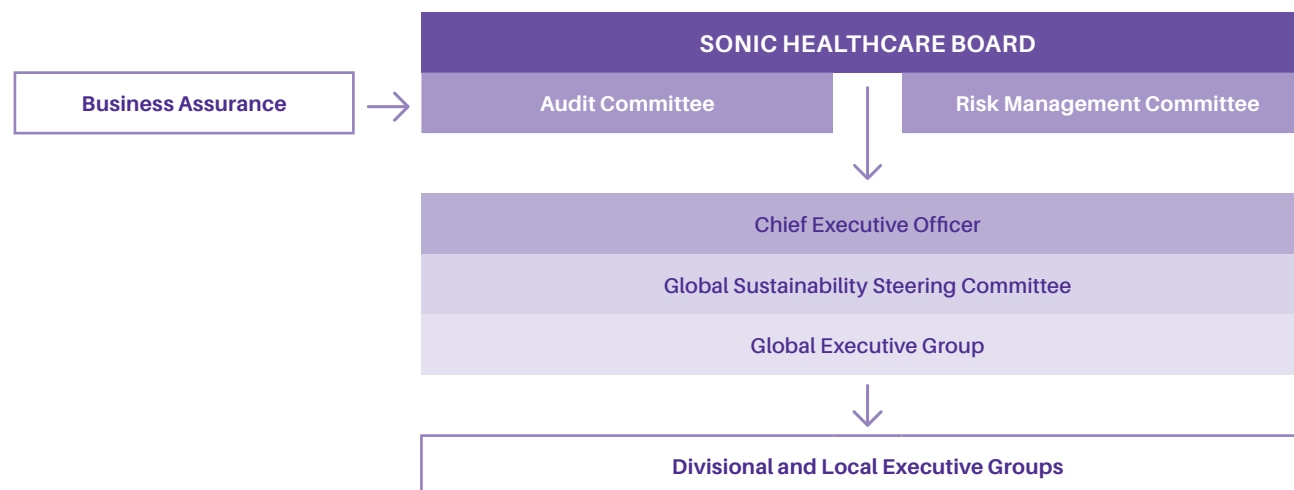 SONIC HEALTHCARE BOARD
Business Assurance
Audit Committee
Risk Management Committee
Chief Executive Officer
Global Sustainability Steering Committee
Global Executive Group
Divisional and Local Executive Groups